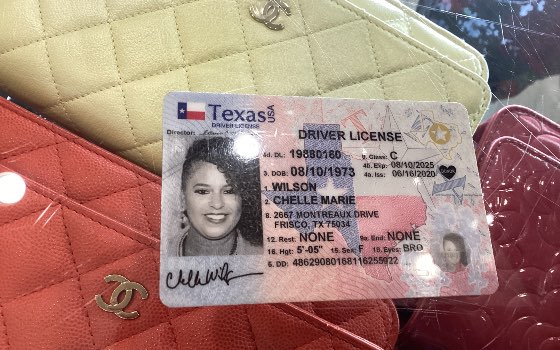 Texas USA
DRIVER LICENSE
Director:
DRIVER LICENSE
4d. DL: 19880160 9. Class: C
3. DOB: 08/10/1973 4b. Exp: 08/10/2025
4a. Iss: 06/16/2020
1. WILSON
2. CHELLE MARIE
8. 2667 MONTREAUX DRIVE
FRISCO, TX 75034
12. Rest: NONE 9a. End: NONE
16. Hgt: 5'-05" 15. Sex: F 18. Eyes: BRO
5. DD: 48629080168116255922